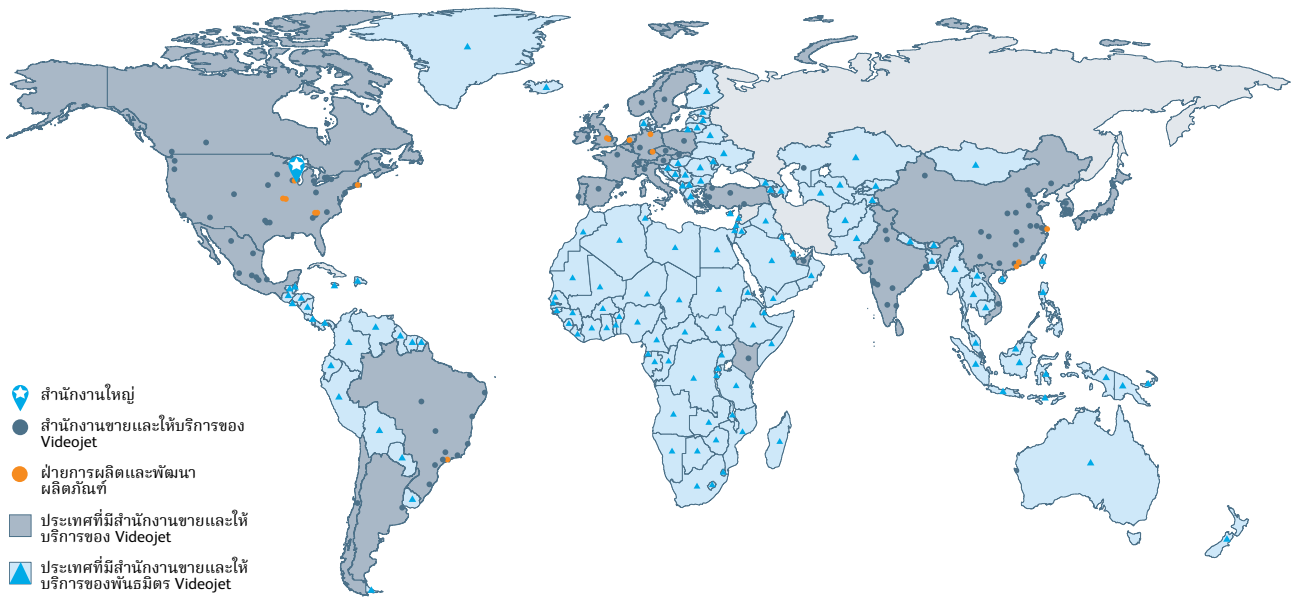 สำนักงานใหญ่
สำนักงานขายและให้บริการของ
Videojet
ฝ่ายการผลิตและพัฒนา
ผลิตภัณฑ์
ประเทศที่มีสำนักงานขายและให้
บริการของ Videojet
ประเทศที่มีสำนักงานขายและให้
บริการของพันธมิตร Videojet